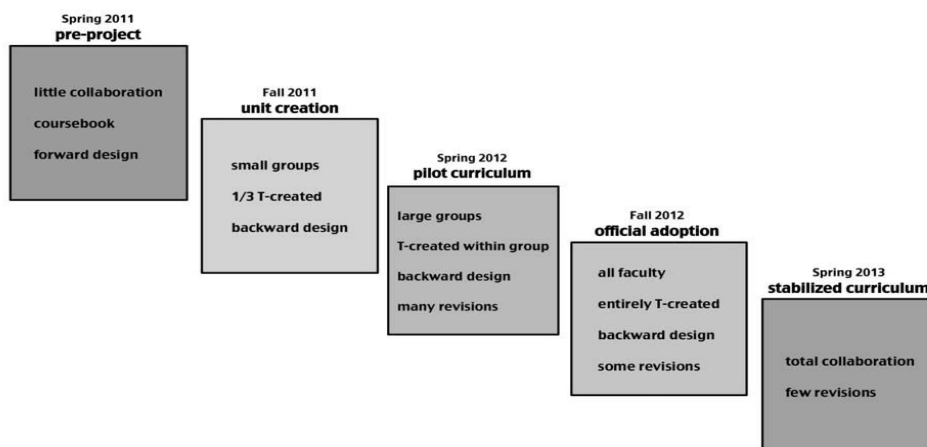 Spring 2011
pre-project
little collaboration
coursebook
forward design
Fall 2011
unit creation
small groups
1/3 T-created
backward design
Spring 2012
pilot curriculum
large groups
T-created within group
backward design
many revisions
Fall 2012
official adoption
all faculty
entirely T-created
backward design
some revisions
Spring 2013
stabilized curriculum
total collaboration
few revisions